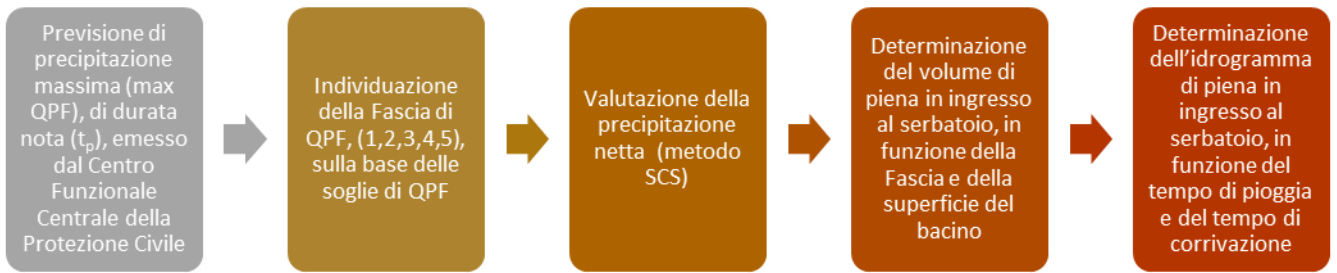 Previsione di
precipitazione
massima (max
QPF), di durata
nota (tp), emesso
dal Centro
Funzionale
Centrale della
Protezione Civile
Individuazione
della Fascia di
QPF, (1,2,3,4,5),
sulla base delle
soglie di QPF
Valutazione della
precipitazione
netta (metodo
SCS)
Determinazione
del volume di
piena in ingresso
al serbatoio, in
funzione della
Fascia e della
superficie del
bacino
Determinazione
dell’idrogramma
di piena in
ingresso al
serbatoio, in
funzione del
tempo di pioggia
e del tempo di
corrivazione